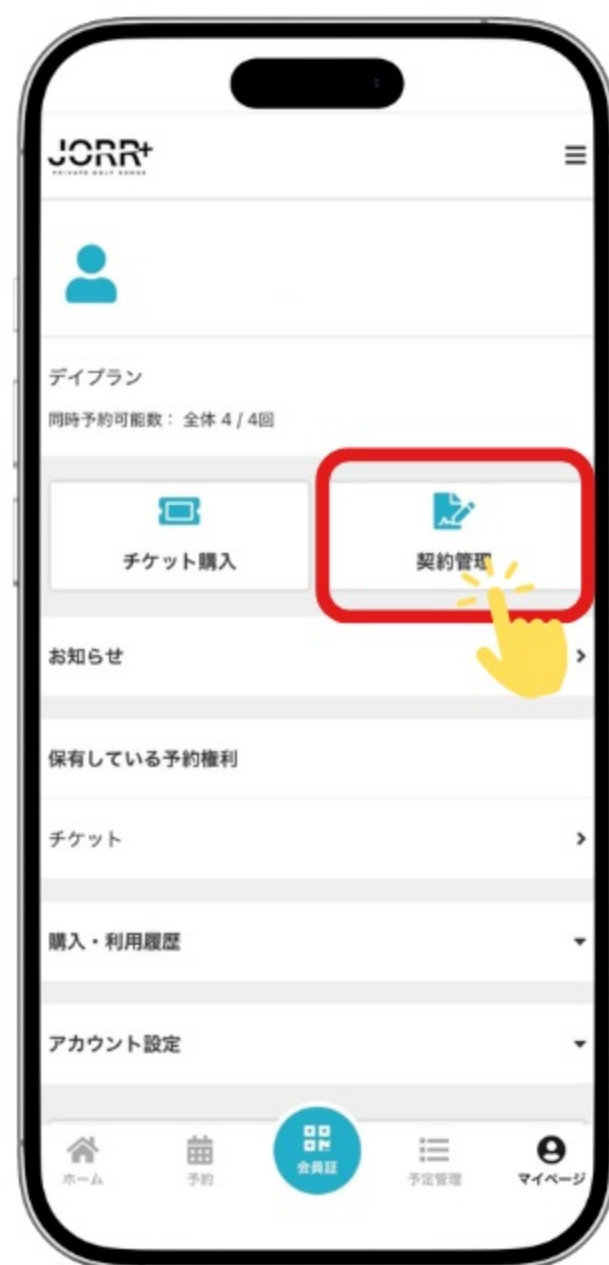 JORR+
PRIVATE GOLF RANGE
デイプラン
同時予約可能数： 全体 4 / 4回
チケット購入
契約管理
お知らせ
保有している予約権利
チケット
購入・利用履歴
アカウント設定
ホーム
予約
会員証
予定管理
マイページ